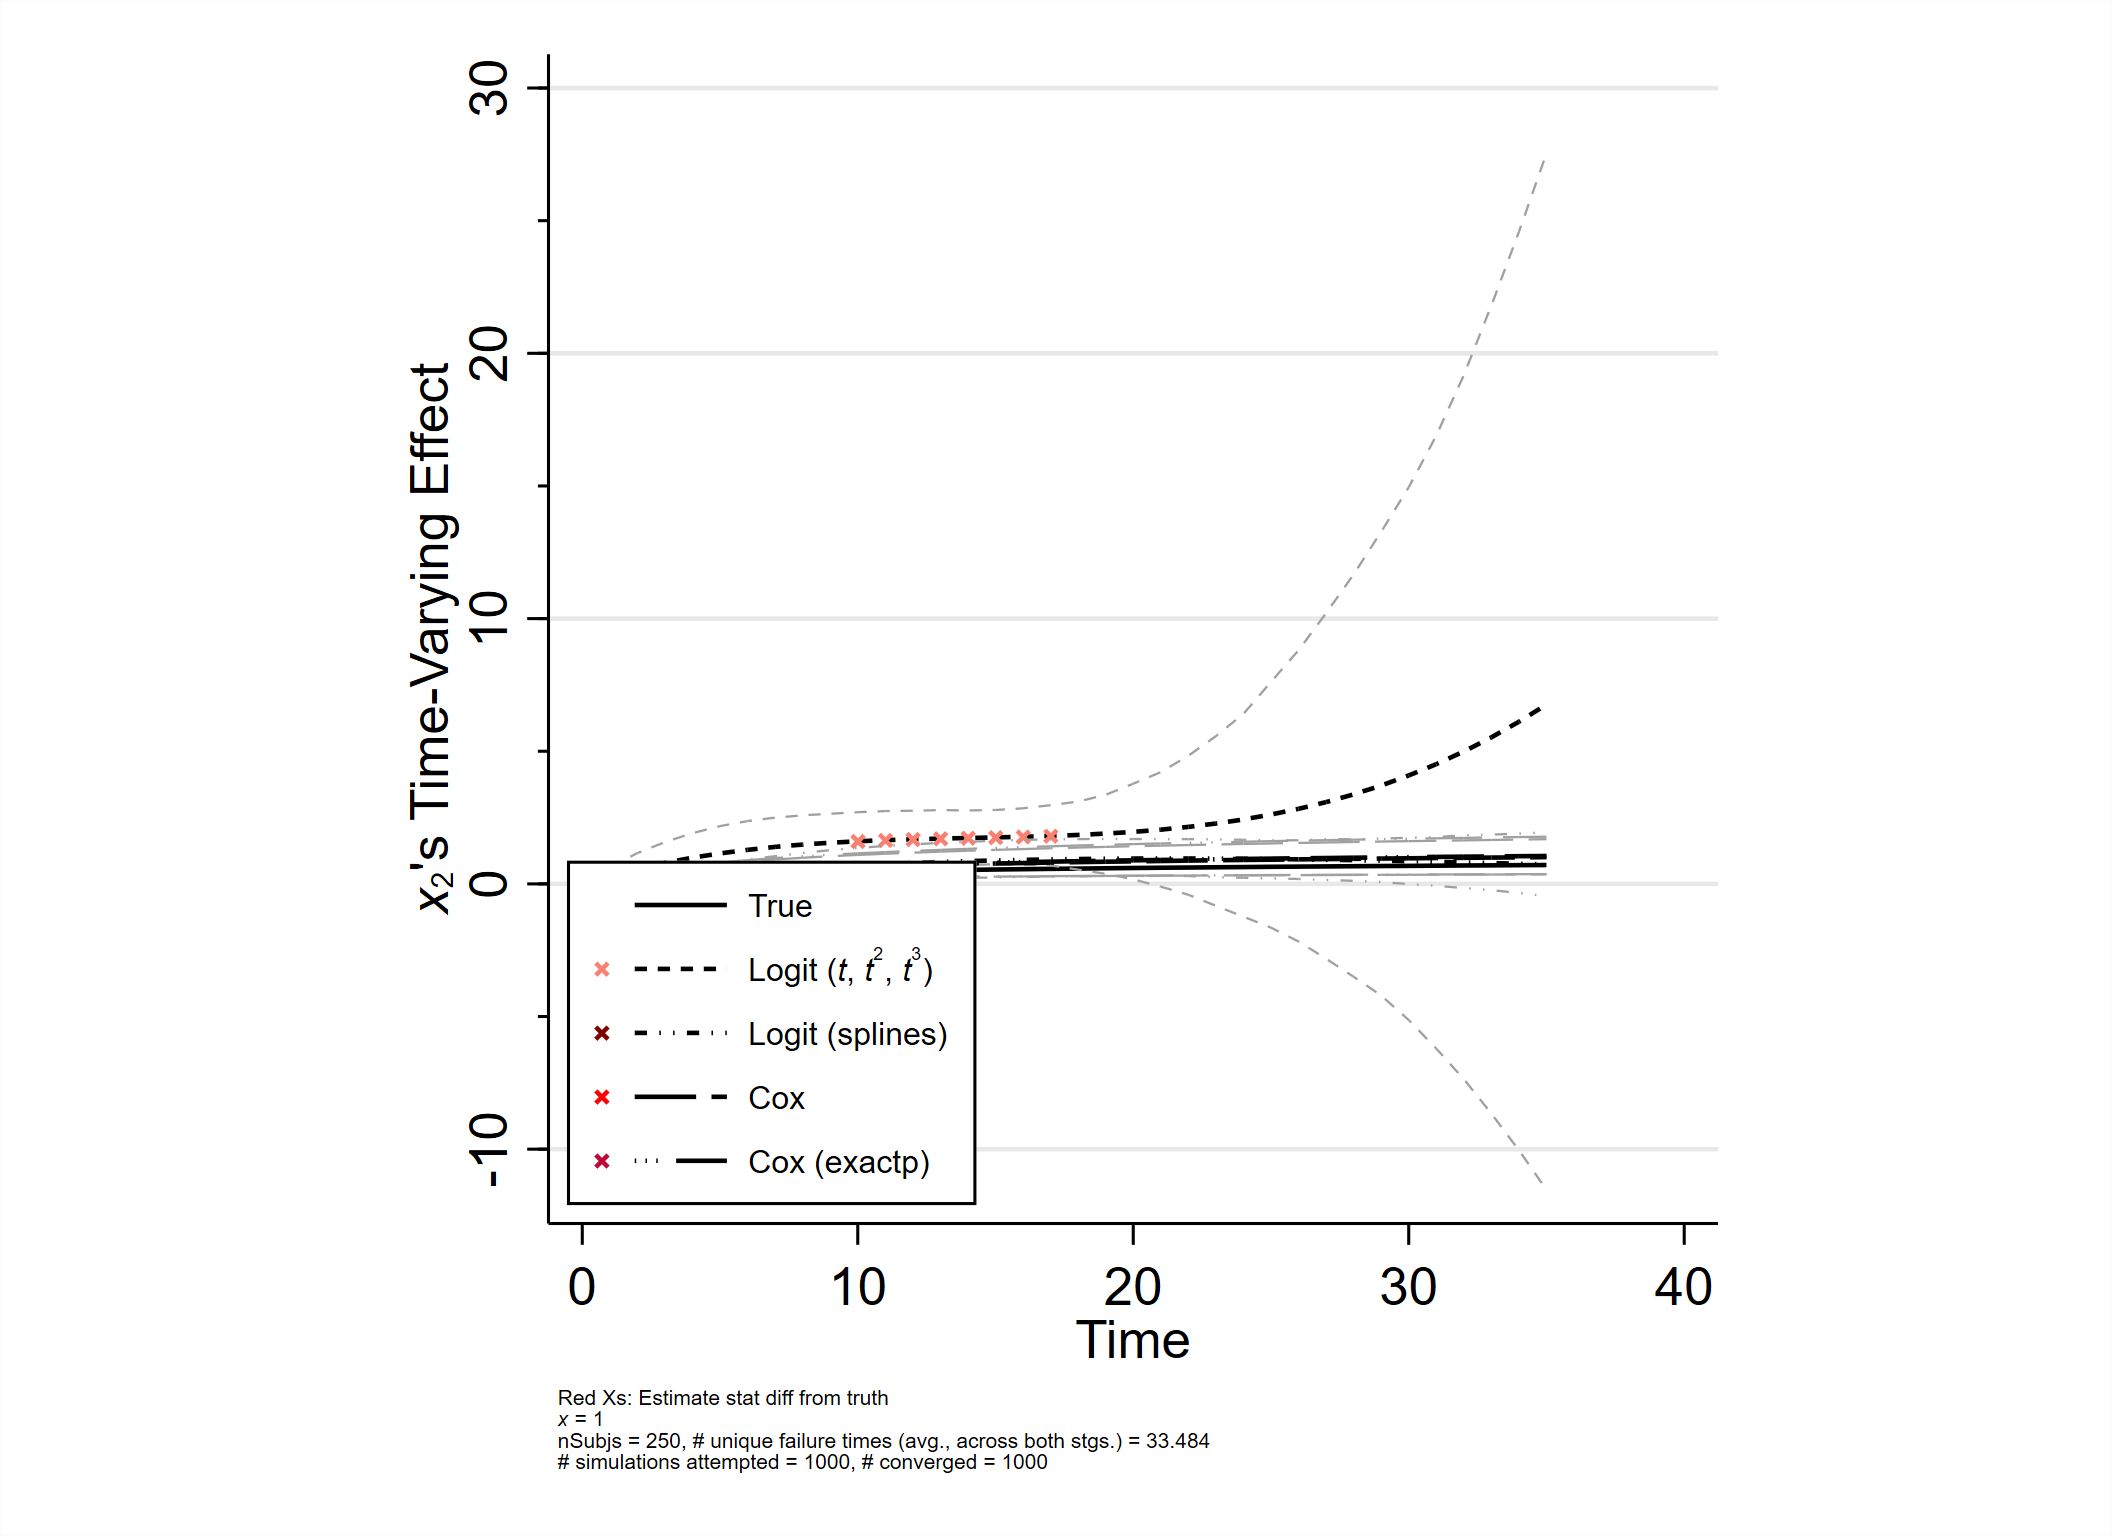 30
20
10
0
-10
x₂'s Time-Varying Effect
True
Logit (t, t², t³)
Logit (splines)
Cox
Cox (exactp)
0 10 20 30 40
Time
Red Xs: Estimate stat diff from truth
x = 1
nSubjs = 250, # unique failure times (avg., across both stgs.) = 33.484
# simulations attempted = 1000, # converged = 1000